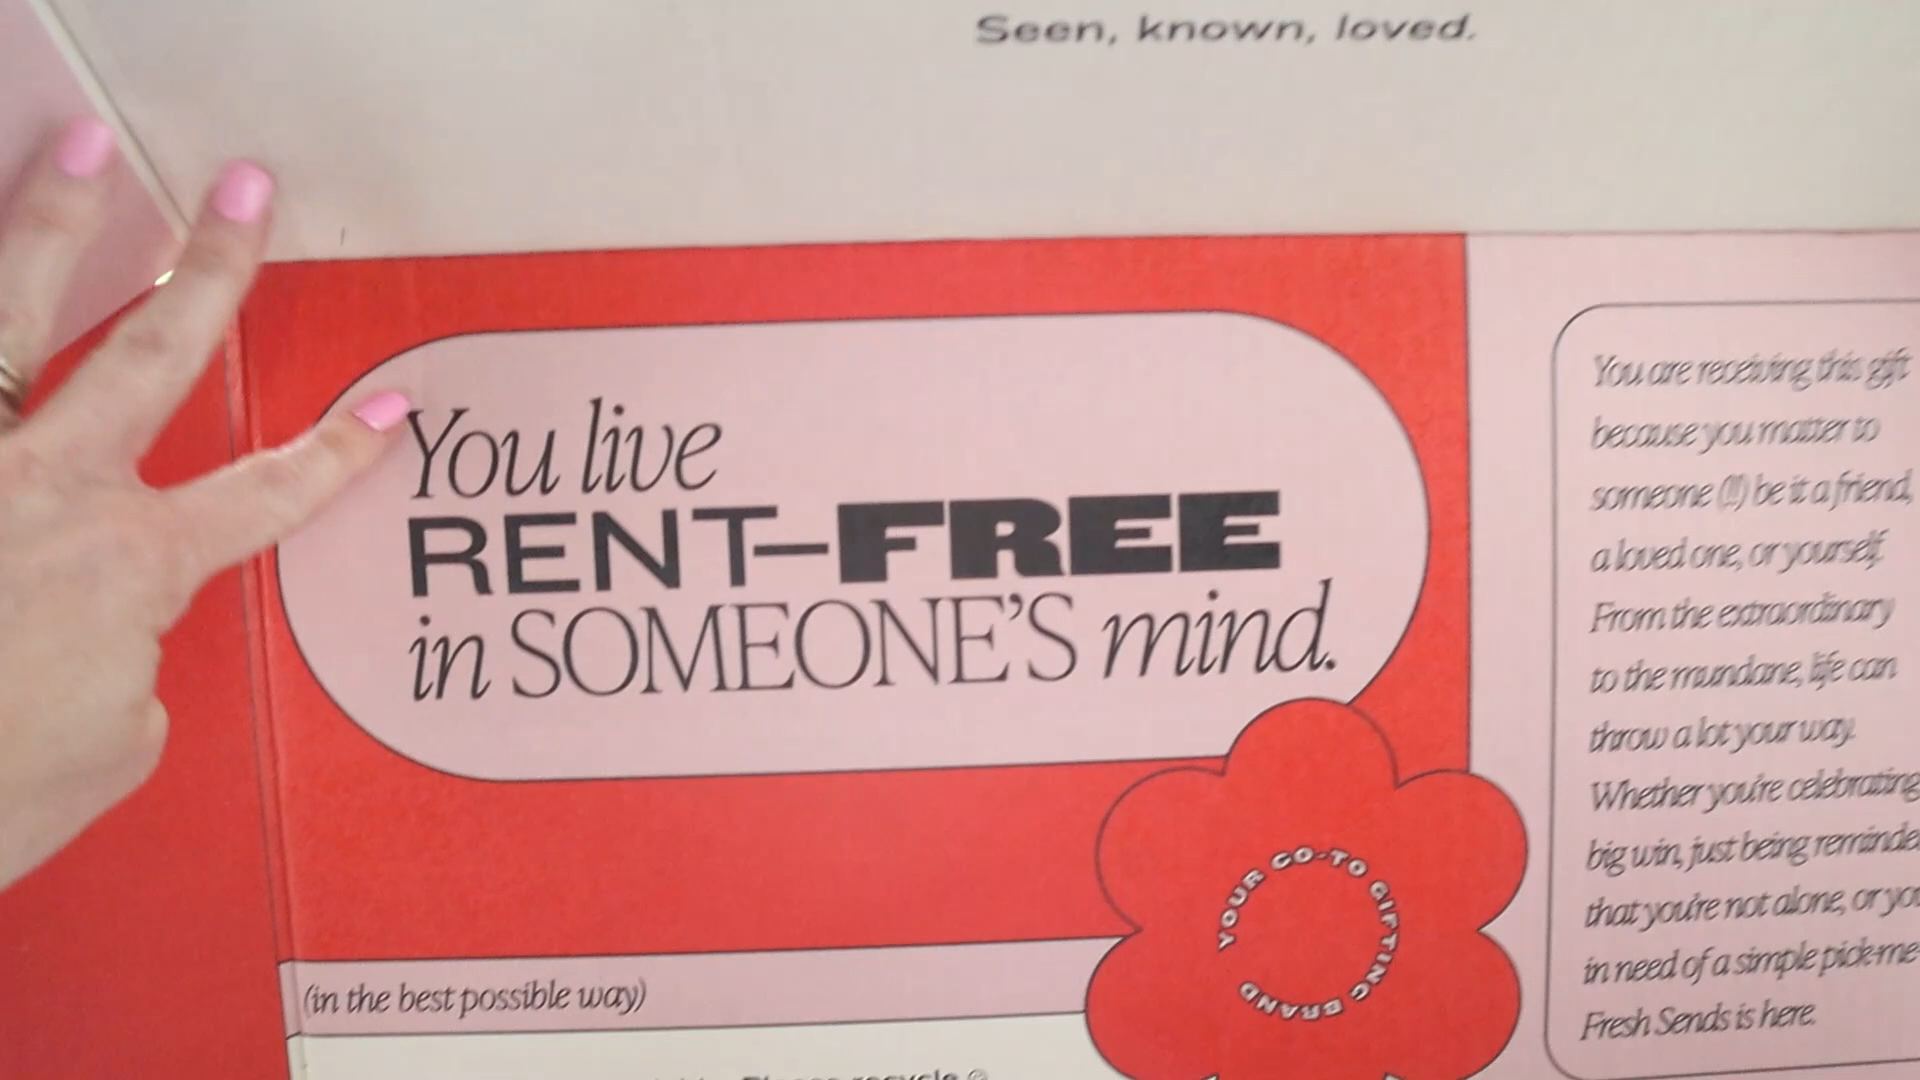 Seen, known, loved.
You live
RENT–FREE
in SOMEONE'S mind.
(in the best possible way)
YOUR GO-TO GIFTING BRAND
Please recycle
You are receiving this gift
because you matter to
someone (!!) be it a friend,
a loved one, or yourself.
From the extraordinary
to the mundane, life can
throw a lot your way.
Whether you're celebrating
big win, just being
that you're not alone, or
in need of a simple pick-me-
Fresh Sends is here.